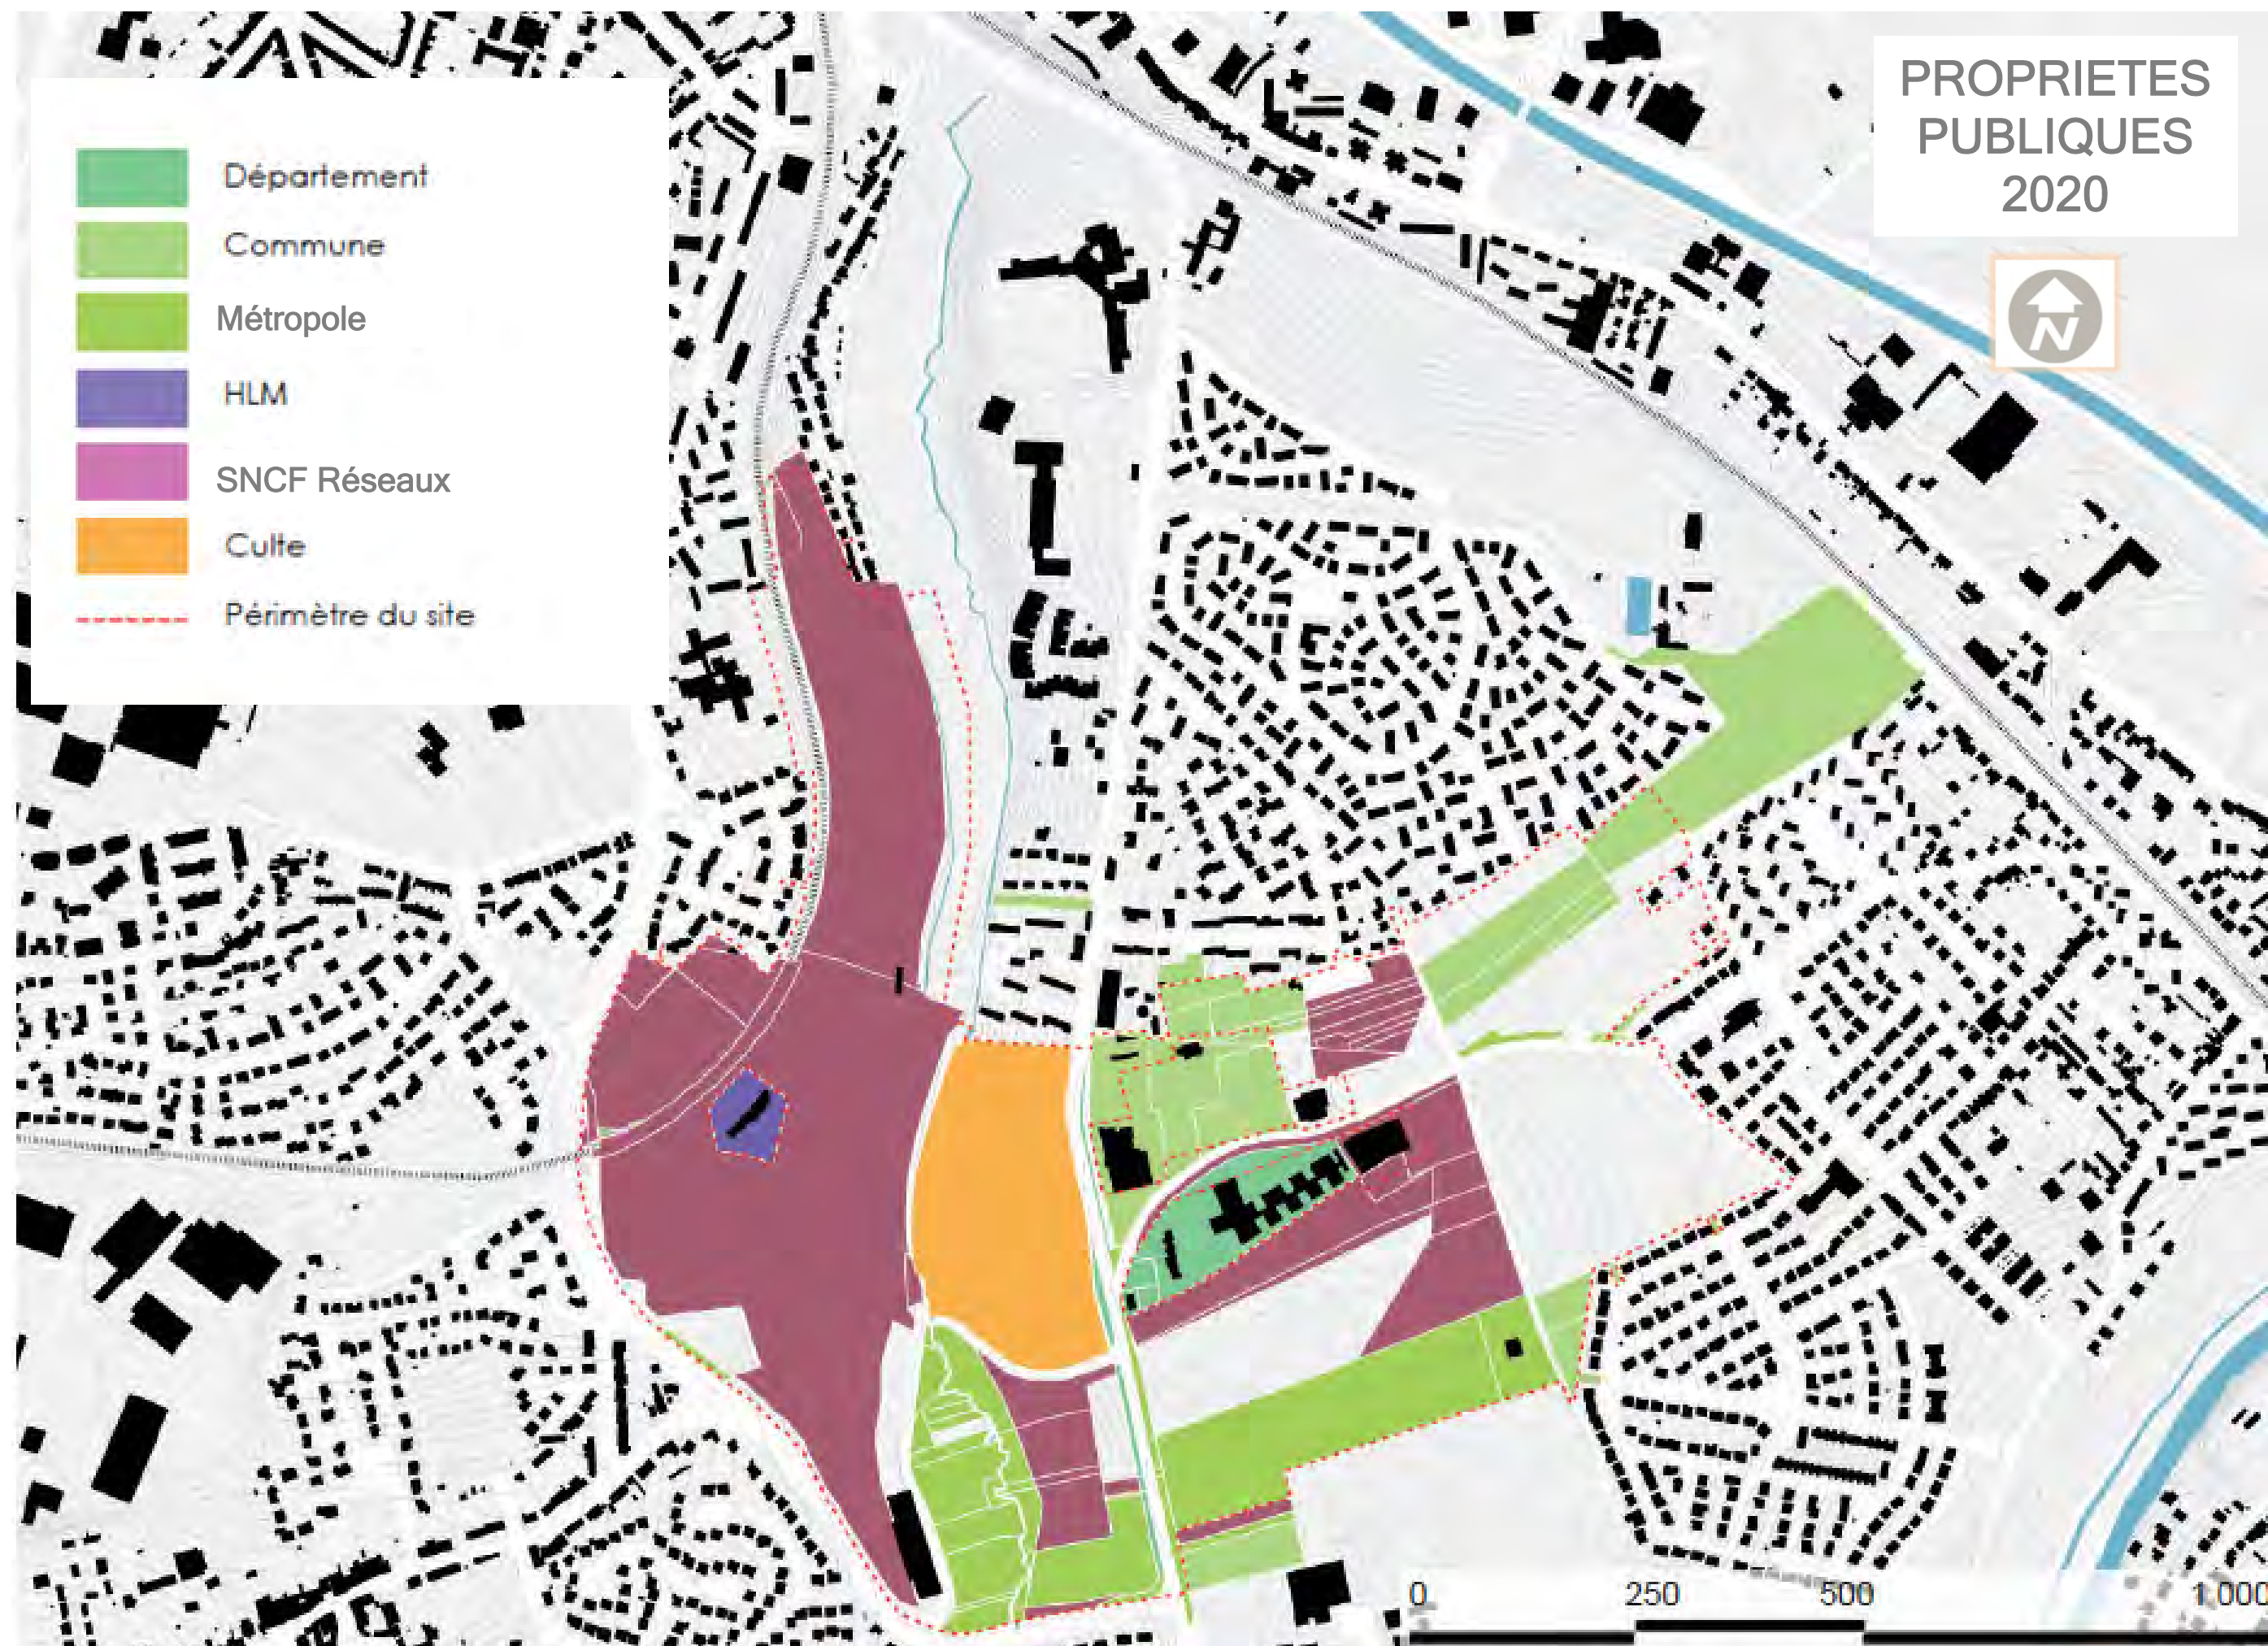 PROPRIETES
PUBLIQUES
2020
N
Département
Commune
Métropole
HLM
SNCF Réseaux
Culte
Périmètre du site
0 250 500 1 000